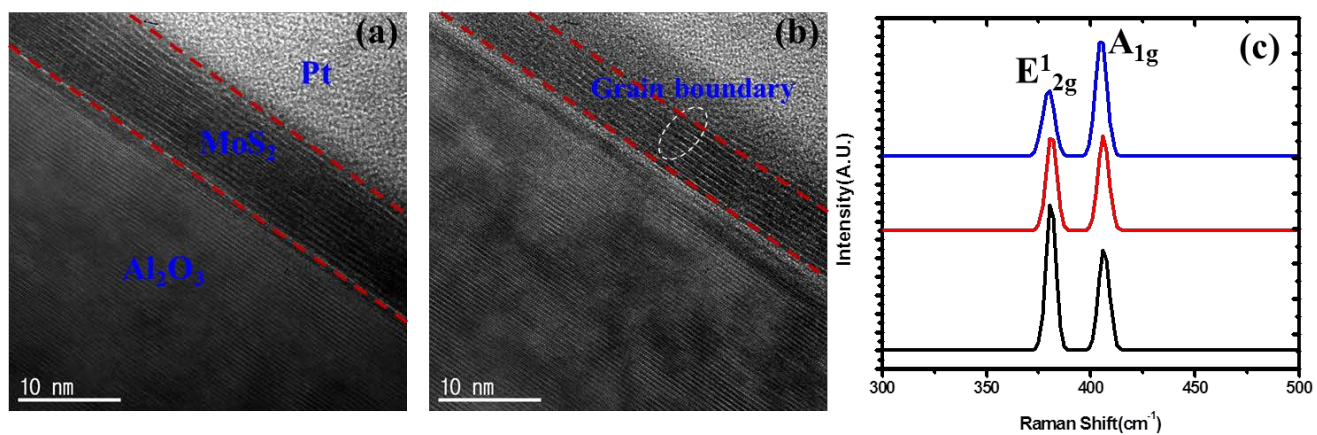 (a)
Pt
MoS₂
Al₂O₃
10 nm
(b)
Grain boundary
10 nm
(c)
E¹₂g
A₁g
Intensity(A.U.)
300 350 400 450 500
Raman Shift(cm⁻¹)